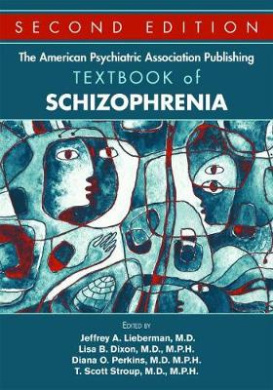 SECOND EDITION
The American Psychiatric Association Publishing
TEXTBOOK of
SCHIZOPHRENIA
EDITED BY
Jeffrey A. Lieberman, M.D.
Lisa B. Dixon, M.D., M.P.H.
Diana O. Perkins, M.D. M.P.H.
T. Scott Stroup, M.D., M.P.H.